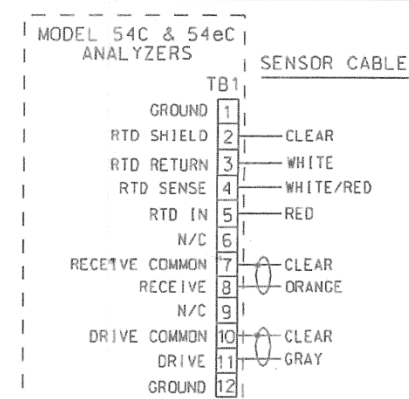 MODEL 54C & 54eC
ANALYZERS
SENSOR CABLE
TB1
GROUND 1
RTD SHIELD 2 CLEAR
RTD RETURN 3 WHITE
RTD SENSE 4 WHITE/RED
RTD IN 5 RED
N/C 6
RECEIVE COMMON 7 CLEAR
RECEIVE 8 ORANGE
N/C 9
DRIVE COMMON 10 CLEAR
DRIVE 11 GRAY
GROUND 12